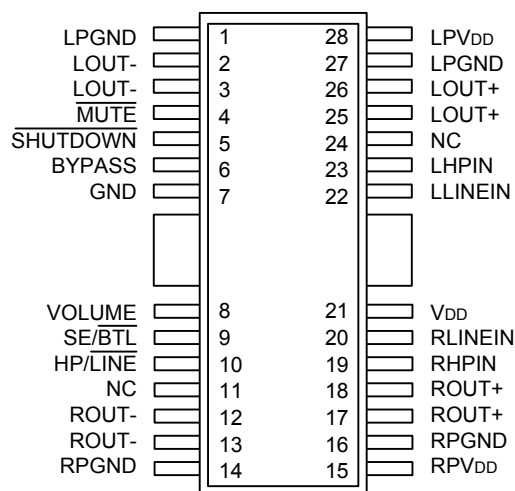 LPGND 1 28 LPVDD
LOUT- 2 27 LPGND
LOUT- 3 26 LOUT+
MUTE 4 25 LOUT+
SHUTDOWN 5 24 NC
BYPASS 6 23 LHPIN
GND 7 22 LLINEIN
VOLUME 8 21 VDD
SE/BTL 9 20 RLINEIN
HP/LINE 10 19 RHPIN
NC 11 18 ROUT+
ROUT- 12 17 ROUT+
ROUT- 13 16 RPGND
RPGND 14 15 RPVDD